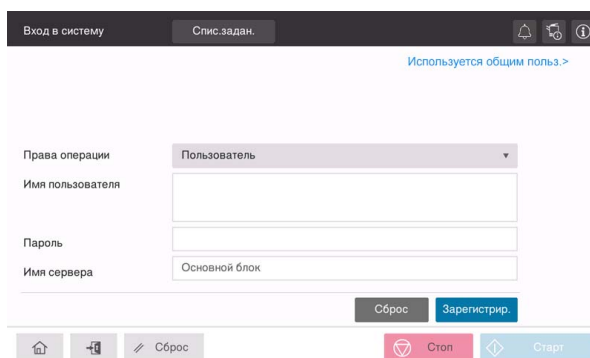 Вход в систему
Спис.задан.
Используется общим польз.>
Права операции
Пользователь
Имя пользователя
Пароль
Имя сервера
Основной блок
Сброс
Зарегистрир.
Сброс
Стоп
Старт